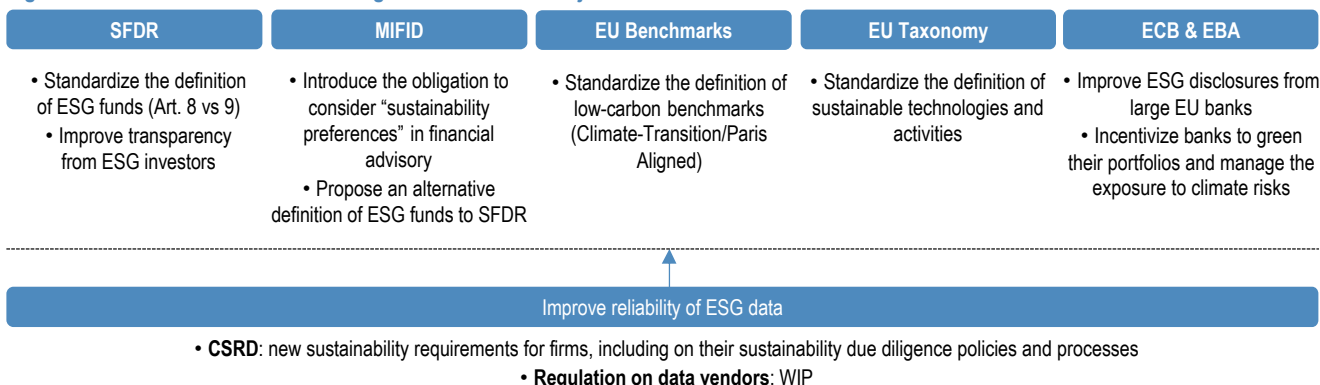 SFDR
• Standardize the definition
of ESG funds (Art. 8 vs 9)
• Improve transparency
from ESG investors
MIFID
• Introduce the obligation to
consider “sustainability
preferences” in financial
advisory
• Propose an alternative
definition of ESG funds to SFDR
EU Benchmarks
• Standardize the definition of
low-carbon benchmarks
(Climate-Transition/Paris
Aligned)
EU Taxonomy
• Standardize the definition of
sustainable technologies and
activities
ECB & EBA
• Improve ESG disclosures from
large EU banks
• Incentivize banks to green
their portfolios and manage the
exposure to climate risks
Improve reliability of ESG data
• CSRD: new sustainability requirements for firms, including on their sustainability due diligence policies and processes
• Regulation on data vendors: WIP